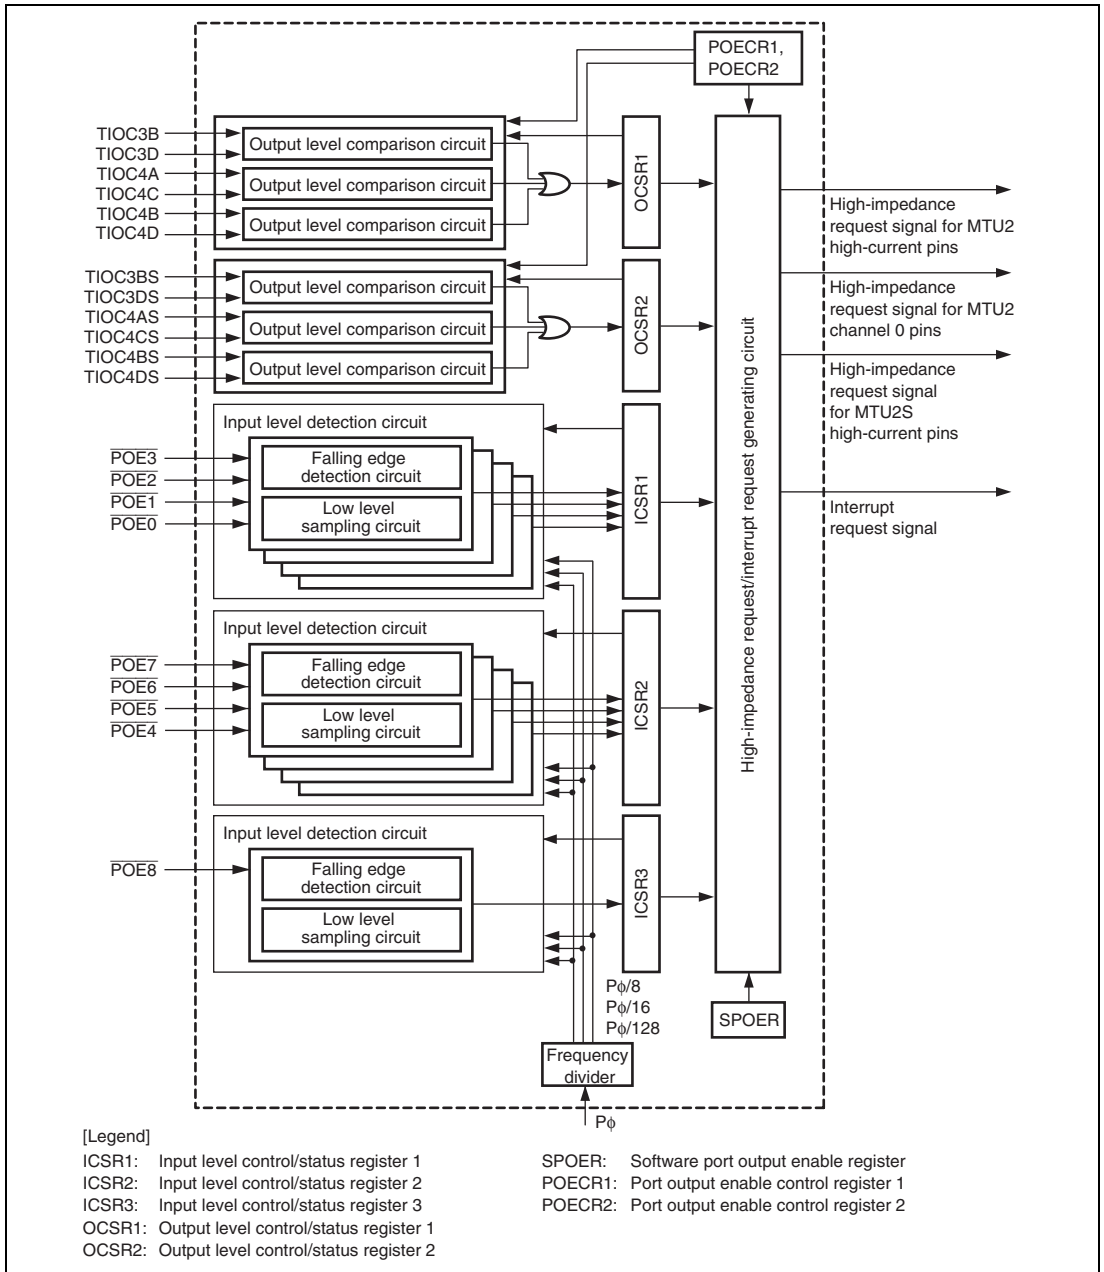 POECR1,
POECR2
TIOC3B
TIOC3D
TIOC4A
TIOC4C
TIOC4B
TIOC4D
Output level comparison circuit
Output level comparison circuit
Output level comparison circuit
OCSR1
TIOC3BS
TIOC3DS
TIOC4AS
TIOC4CS
TIOC4BS
TIOC4DS
Output level comparison circuit
Output level comparison circuit
Output level comparison circuit
OCSR2
Input level detection circuit
POE3
POE2
POE1
POE0
Falling edge
detection circuit
Low level
sampling circuit
ICSR1
Input level detection circuit
POE7
POE6
POE5
POE4
Falling edge
detection circuit
Low level
sampling circuit
ICSR2
Input level detection circuit
POE8
Falling edge
detection circuit
Low level
sampling circuit
ICSR3
High-impedance request/interrupt request generating circuit
High-impedance
request signal for MTU2
high-current pins
High-impedance
request signal for MTU2
channel 0 pins
High-impedance
request signal
for MTU2S
high-current pins
Interrupt
request signal
Pϕ/8
Pϕ/16
Pϕ/128
SPOER
Frequency
divider
Pϕ
[Legend]
ICSR1: Input level control/status register 1
ICSR2: Input level control/status register 2
ICSR3: Input level control/status register 3
OCSR1: Output level control/status register 1
OCSR2: Output level control/status register 2
SPOER: Software port output enable register
POECR1: Port output enable control register 1
POECR2: Port output enable control register 2